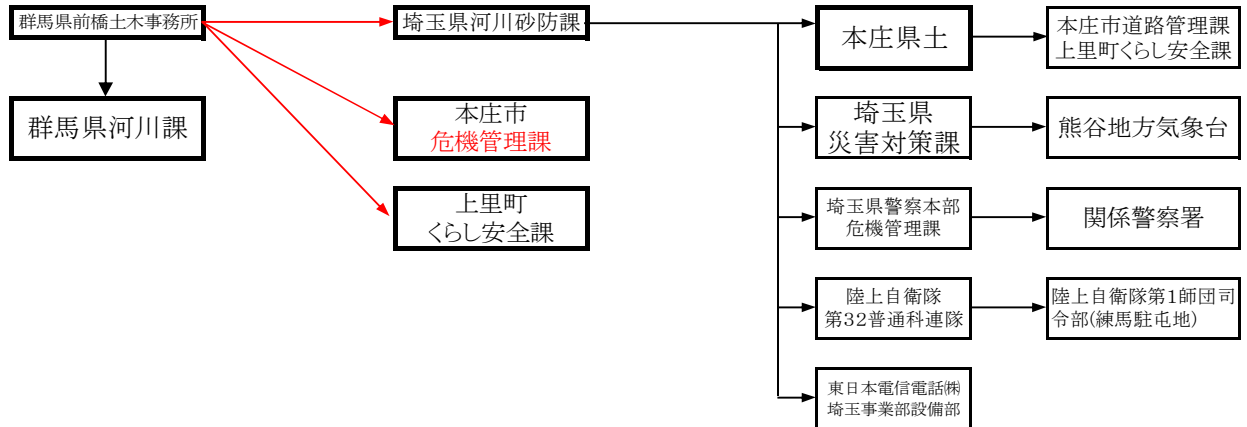 群馬県前橋土木事務所
埼玉県河川砂防課
本庄県土
本庄市道路管理課
上里町くらし安全課
群馬県河川課
本庄市
危機管理課
埼玉県
災害対策課
熊谷地方気象台
上里町
くらし安全課
埼玉県警察本部
危機管理課
関係警察署
陸上自衛隊
第32普通科連隊
陸上自衛隊第1師団司
令部(練馬駐屯地)
東日本電信電話㈱
埼玉事業部設備部